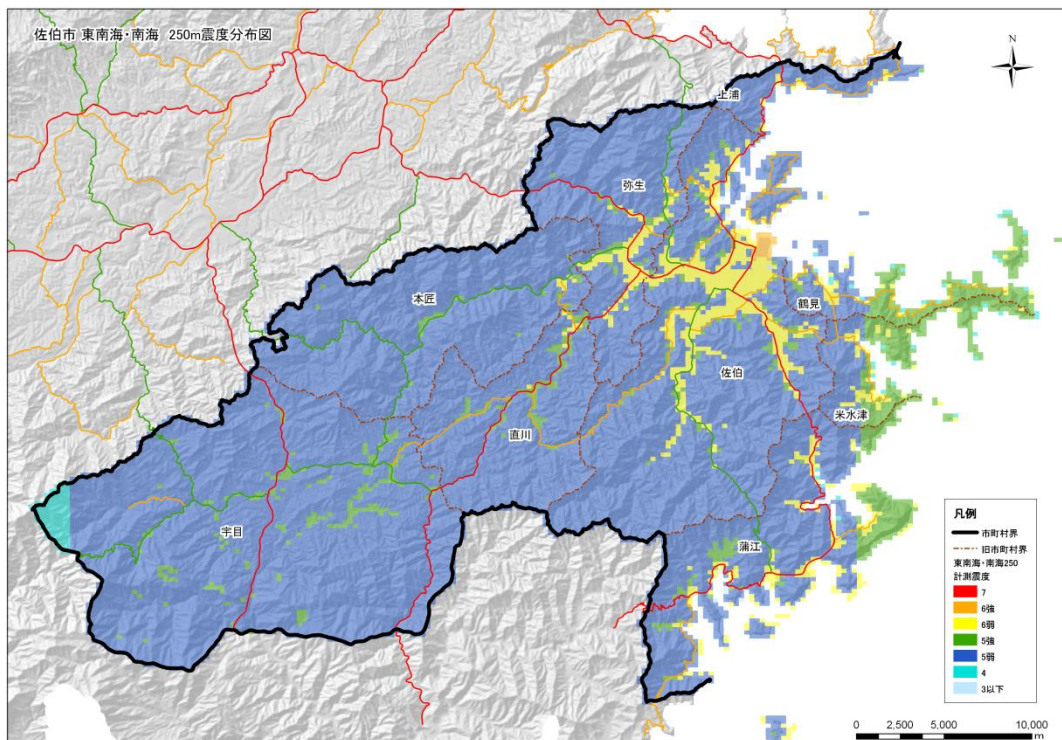 佐伯市 東南海・南海 250m震度分布図
N
上浦
弥生
本匠
鶴見
佐伯
米水津
直川
宇目
蒲江
凡例
市町村界
旧市町村界
東南海・南海250
計測震度
7
6強
6弱
5強
5弱
4
3以下
0 2,500 5,000 10,000
m